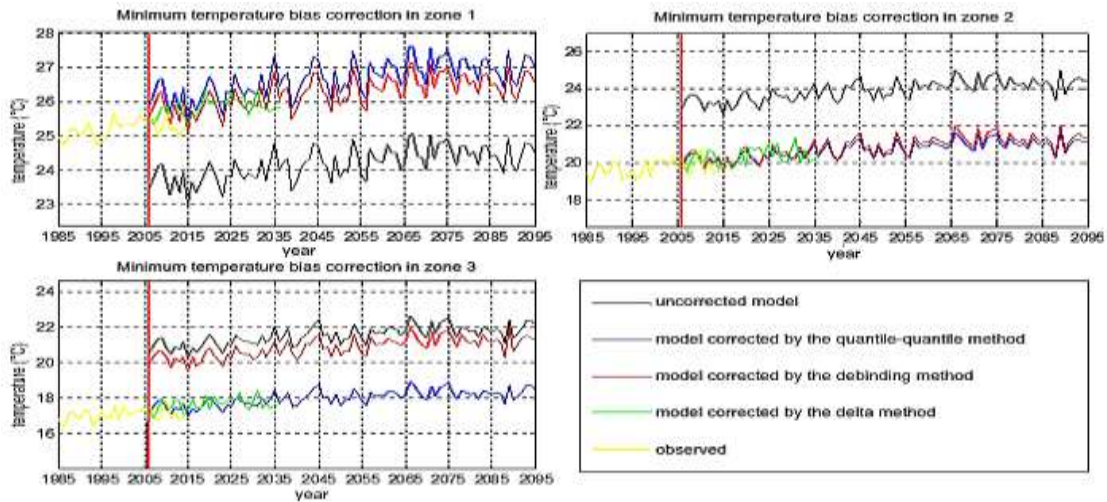 Minimum temperature bias correction in zone 1
28
27
26
25
24
23
temperature (°C)
1985 1995 2005 2015 2025 2035 2045 2055 2065 2075 2085 2095
year
Minimum temperature bias correction in zone 2
26
24
22
20
18
temperature (°C)
1985 1995 2005 2015 2025 2035 2045 2055 2065 2075 2085 2095
year
Minimum temperature bias correction in zone 3
24
22
20
18
16
temperature (°C)
1985 1995 2005 2015 2025 2035 2045 2055 2065 2075 2085 2095
year
uncorrected model
model corrected by the quantile-quantile method
model corrected by the debinding method
model corrected by the delta method
observed